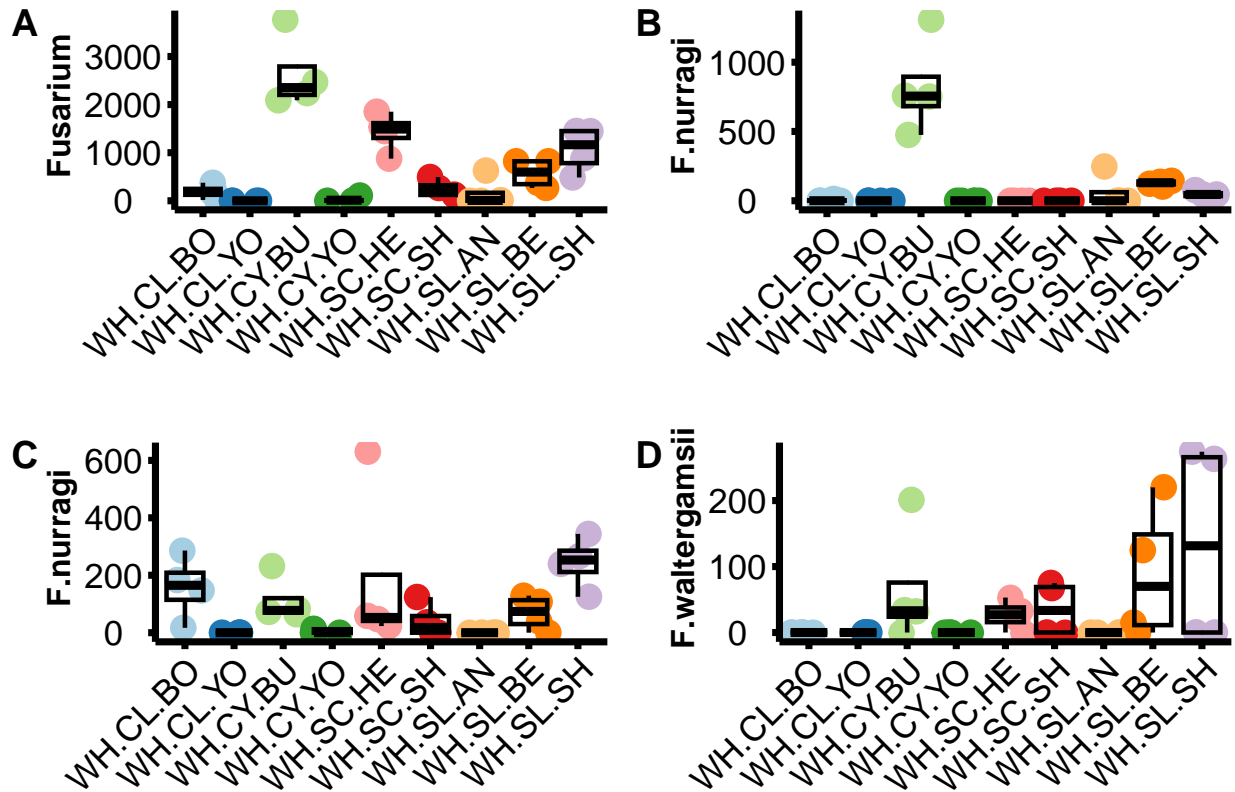 A
Fusarium
3000
2000
1000
0
WH.CL.BO
WH.CL.YO
WH.CY.BU
WH.CY.YO
WH.SC.HE
WH.SC.SH
WH.SL.AN
WH.SL.BE
WH.SL.SH
B
F.nurragi
1000
500
0
WH.CL.BO
WH.CL.YO
WH.CY.BU
WH.CY.YO
WH.SC.HE
WH.SC.SH
WH.SL.AN
WH.SL.BE
WH.SL.SH
C
F.nurragi
600
400
200
0
WH.CL.BO
WH.CL.YO
WH.CY.BU
WH.CY.YO
WH.SC.HE
WH.SC.SH
WH.SL.AN
WH.SL.BE
WH.SL.SH
D
F.waltergamsii
200
100
0
WH.CL.BO
WH.CL.YO
WH.CY.BU
WH.CY.YO
WH.SC.HE
WH.SC.SH
WH.SL.AN
WH.SL.BE
WH.SL.SH